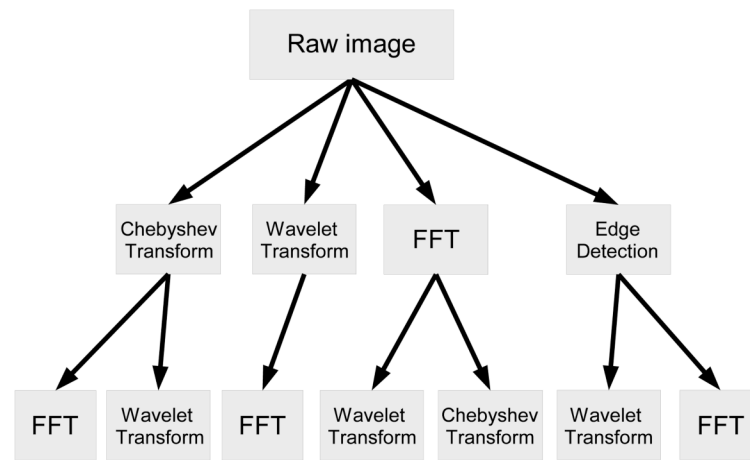 Raw image
Chebyshev
Transform
Wavelet
Transform
FFT
Edge
Detection
FFT
Wavelet
Transform
FFT
Wavelet
Transform
Chebyshev
Transform
Wavelet
Transform
FFT